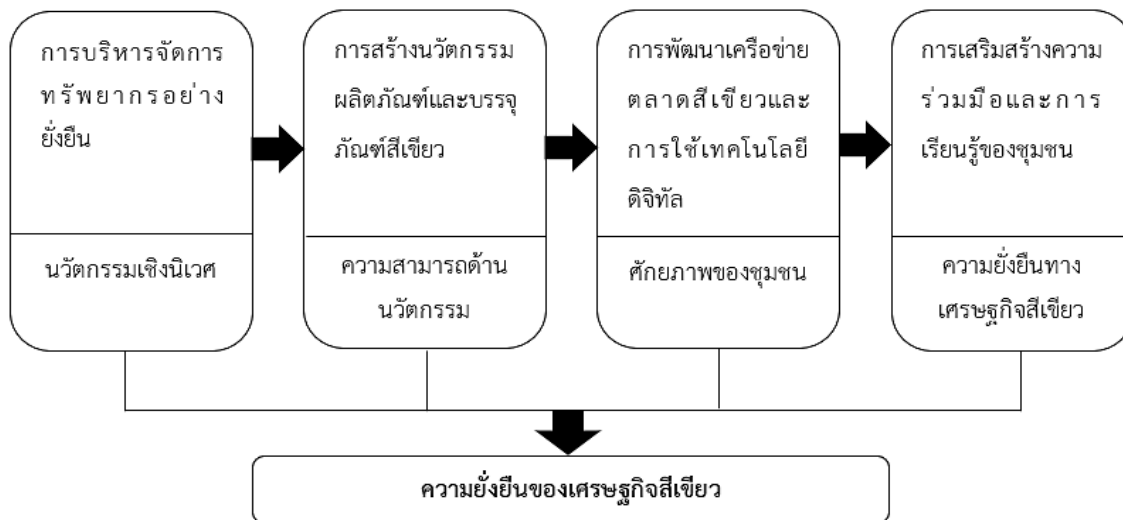 การบริหารจัดการ
ทรัพยากรอย่าง
ยั่งยืน
นวัตกรรมเชิงนิเวศ
การสร้างนวัตกรรม
ผลิตภัณฑ์และบรรจุ
ภัณฑ์สีเขียว
ความสามารถด้าน
นวัตกรรม
การพัฒนาเครือข่าย
ตลาดสีเขียวและ
การใช้เทคโนโลยี
ดิจิทัล
ศักยภาพของชุมชน
การเสริมสร้างความ
ร่วมมือและการ
เรียนรู้ของชุมชน
ความยั่งยืนทาง
เศรษฐกิจสีเขียว
ความยั่งยืนของเศรษฐกิจสีเขียว